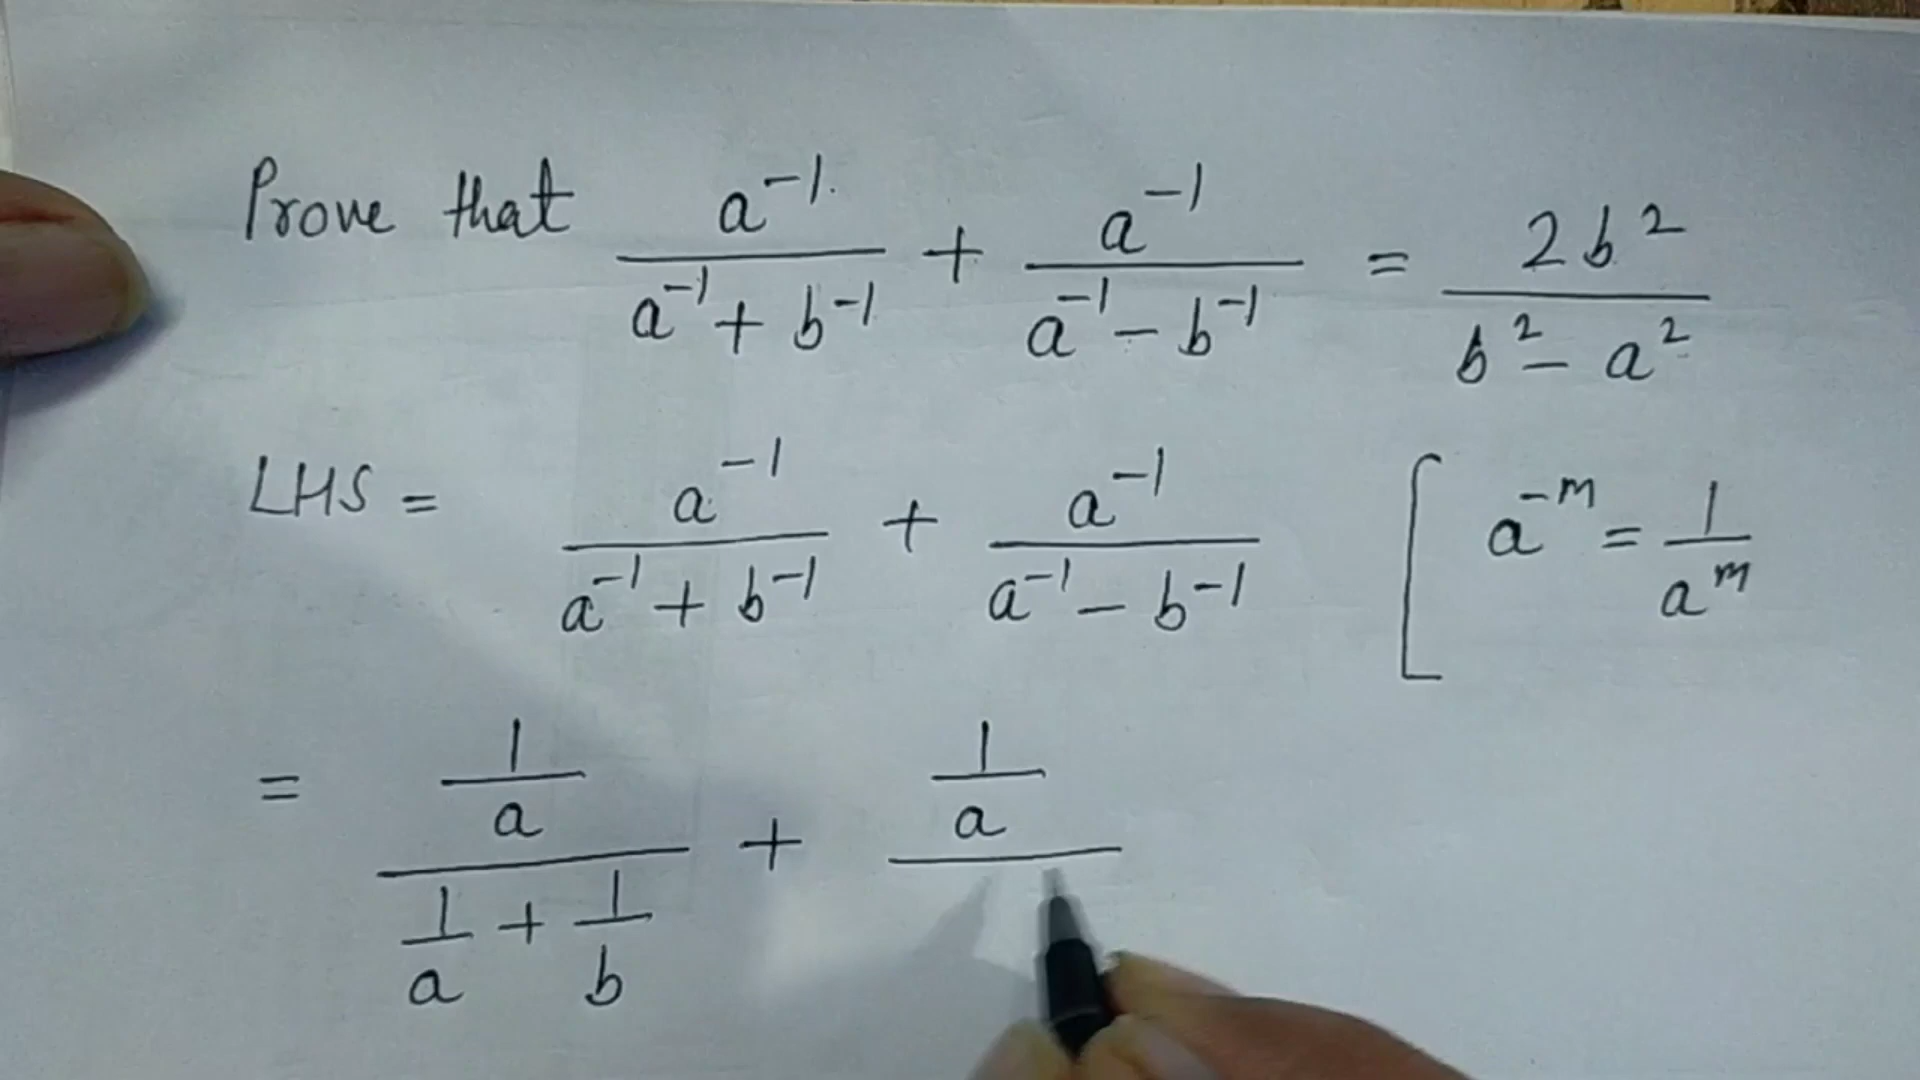 Prove that a⁻¹/(a⁻¹ + b⁻¹) + a⁻¹/(a⁻¹ − b⁻¹) = 2b²/(b² − a²)
LHS = a⁻¹/(a⁻¹ + b⁻¹) + a⁻¹/(a⁻¹ − b⁻¹) [ a⁻ᵐ = 1/aᵐ
= (1/a)/(1/a + 1/b) + (1/a)/